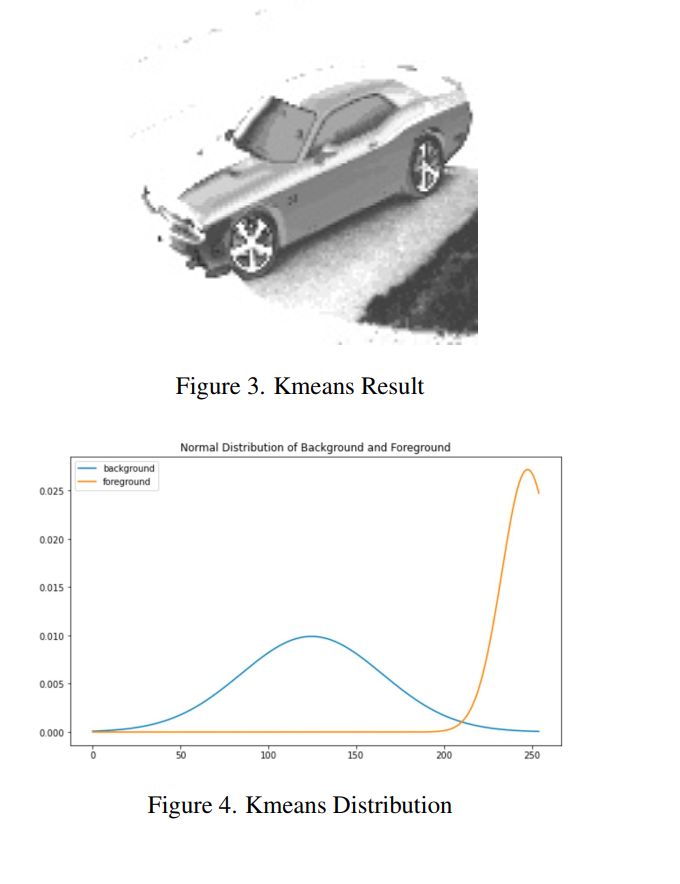 Figure 3. Kmeans Result
Normal Distribution of Background and Foreground
background
foreground
0.025
0.020
0.015
0.010
0.005
0.000
0 50 100 150 200 250
Figure 4. Kmeans Distribution